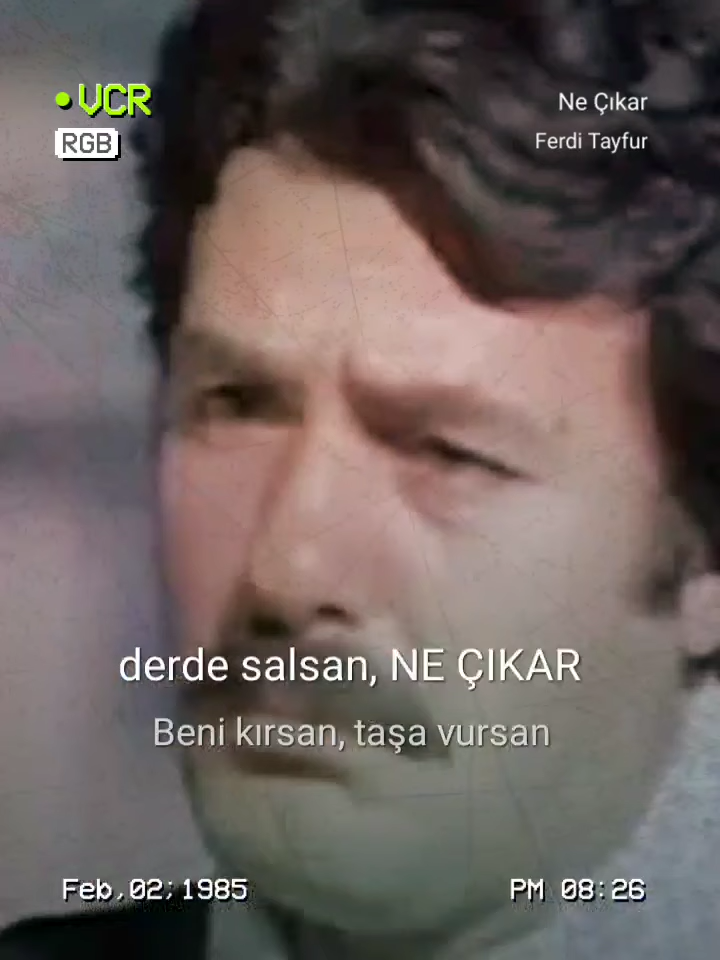 VCR
RGB
Ne Çıkar
Ferdi Tayfur
derde salsan, NE ÇIKAR
Beni kırsan, taşa vursan
Feb.02;1985
PM 08:26